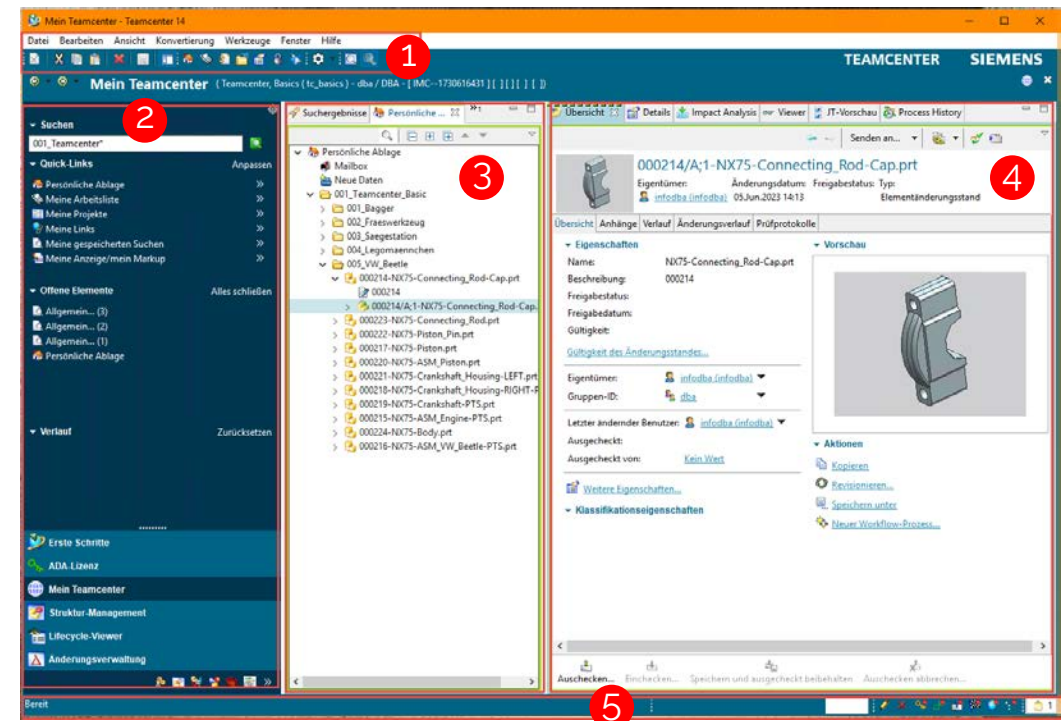 Mein Teamcenter - Teamcenter 14
Datei Bearbeiten Ansicht Konvertierung Werkzeuge Fenster Hilfe
1
TEAMCENTER SIEMENS
Mein Teamcenter ( Teamcenter, Basics ( tc_basics ) - dba / DBA - [ IMC--1730616431 ] [ ] [ ] [ ] [ ])
2
Suchen
001_Teamcenter*
Quick-Links Anpassen
Persönliche Ablage »
Meine Arbeitsliste »
Meine Projekte »
Meine Links »
Meine gespeicherten Suchen »
Meine Anzeige/mein Markup »
Offene Elemente Alles schließen
Allgemein... (3)
Allgemein... (2)
Allgemein... (1)
Persönliche Ablage
Verlauf Zurücksetzen
Erste Schritte
ADA-Lizenz
Mein Teamcenter
Struktur-Management
Lifecycle-Viewer
Änderungsverwaltung
»
Suchergebnisse Persönliche ... »1
3
Persönliche Ablage
Mailbox
Neue Daten
001_Teamcenter_Basic
001_Bagger
002_Fraeswerkzeug
003_Saegestation
004_Legomaennchen
005_VW_Beetle
000214-NX75-Connecting_Rod-Cap.prt
000214
000214/A;1-NX75-Connecting_Rod-Cap.
000223-NX75-Connecting_Rod.prt
000222-NX75-Piston_Pin.prt
000217-NX75-Piston.prt
000220-NX75-ASM_Piston.prt
000221-NX75-Crankshaft_Housing-LEFT.prt
000218-NX75-Crankshaft_Housing-RIGHT-P
000219-NX75-Crankshaft-PTS.prt
000215-NX75-ASM_Engine-PTS.prt
000224-NX75-Body.prt
000216-NX75-ASM_VW_Beetle-PTS.prt
Übersicht Details Impact Analysis Viewer JT-Vorschau Process History
Senden an...
4
000214/A;1-NX75-Connecting_Rod-Cap.prt
Eigentümer: Änderungsdatum: Freigabestatus: Typ:
infodba (infodba) 05.Jun.2023 14:13 Elementänderungsstand
Übersicht Anhänge Verlauf Änderungsverlauf Prüfprotokolle
Eigenschaften
Name: NX75-Connecting_Rod-Cap.prt
Beschreibung: 000214
Freigabestatus:
Freigabedatum:
Gültigkeit:
Gültigkeit des Änderungsstandes...
Eigentümer: infodba (infodba)
Gruppen-ID: dba
Letzter ändernder Benutzer: infodba (infodba)
Ausgecheckt:
Ausgecheckt von: Kein Wert
Weitere Eigenschaften...
Klassifikationseigenschaften
Vorschau
Aktionen
Kopieren
Revisionieren...
Speichern unter
Neuer Workflow-Prozess...
Auschecken... Einchecken... Speichern und ausgecheckt beibehalten Auschecken abbrechen...
Bereit
5
1